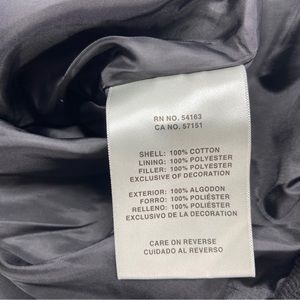 RN NO. 54163
CA NO. 57151
SHELL: 100% COTTON
LINING: 100% POLYESTER
FILLER: 100% POLYESTER
EXCLUSIVE OF DECORATION
EXTERIOR: 100% ALGODON
FORRO: 100% POLIÉSTER
RELLENO: 100% POLIÉSTER
EXCLUSIVO DE LA DECORATION
CARE ON REVERSE
CUIDADO AL REVERSO